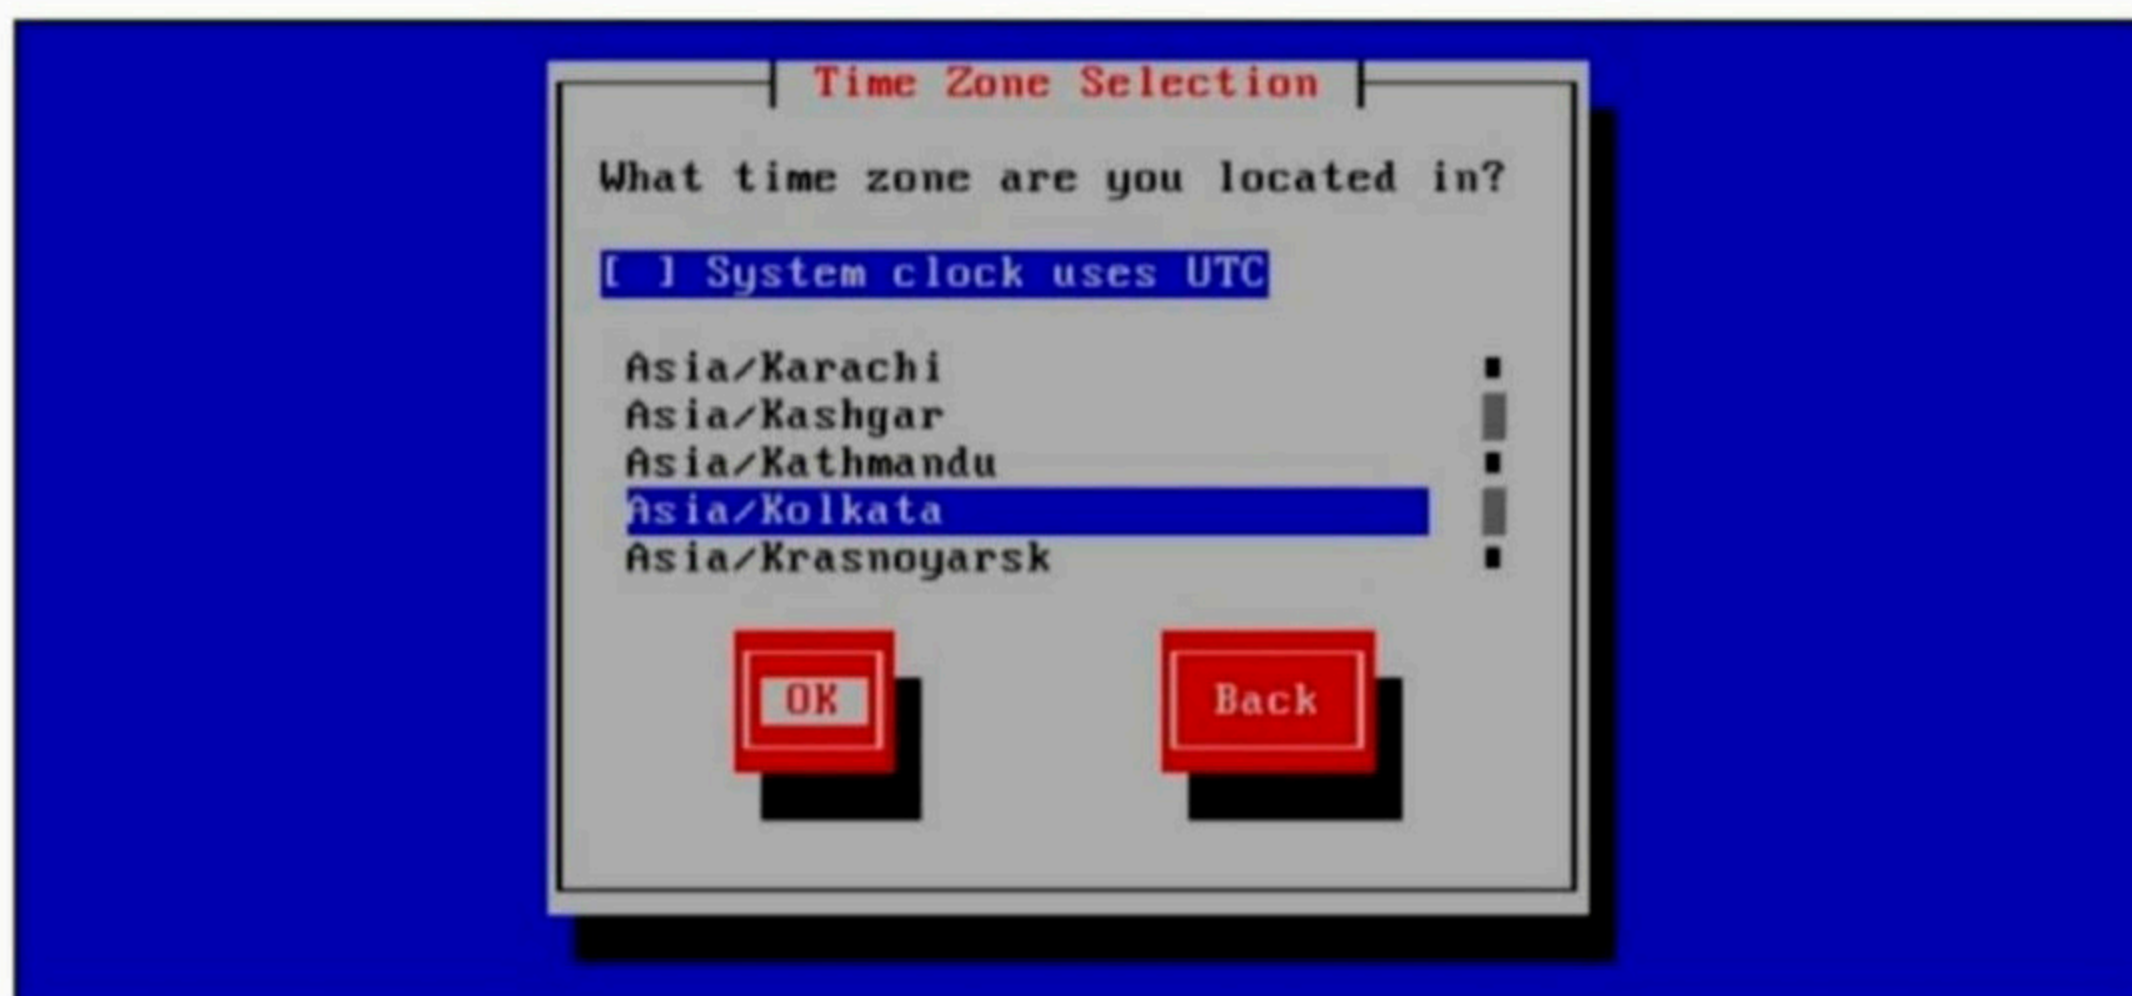 Time Zone Selection
What time zone are you located in?
[ ] System clock uses UTC
Asia/Karachi
Asia/Kashgar
Asia/Kathmandu
Asia/Kolkata
Asia/Krasnoyarsk
OK
Back